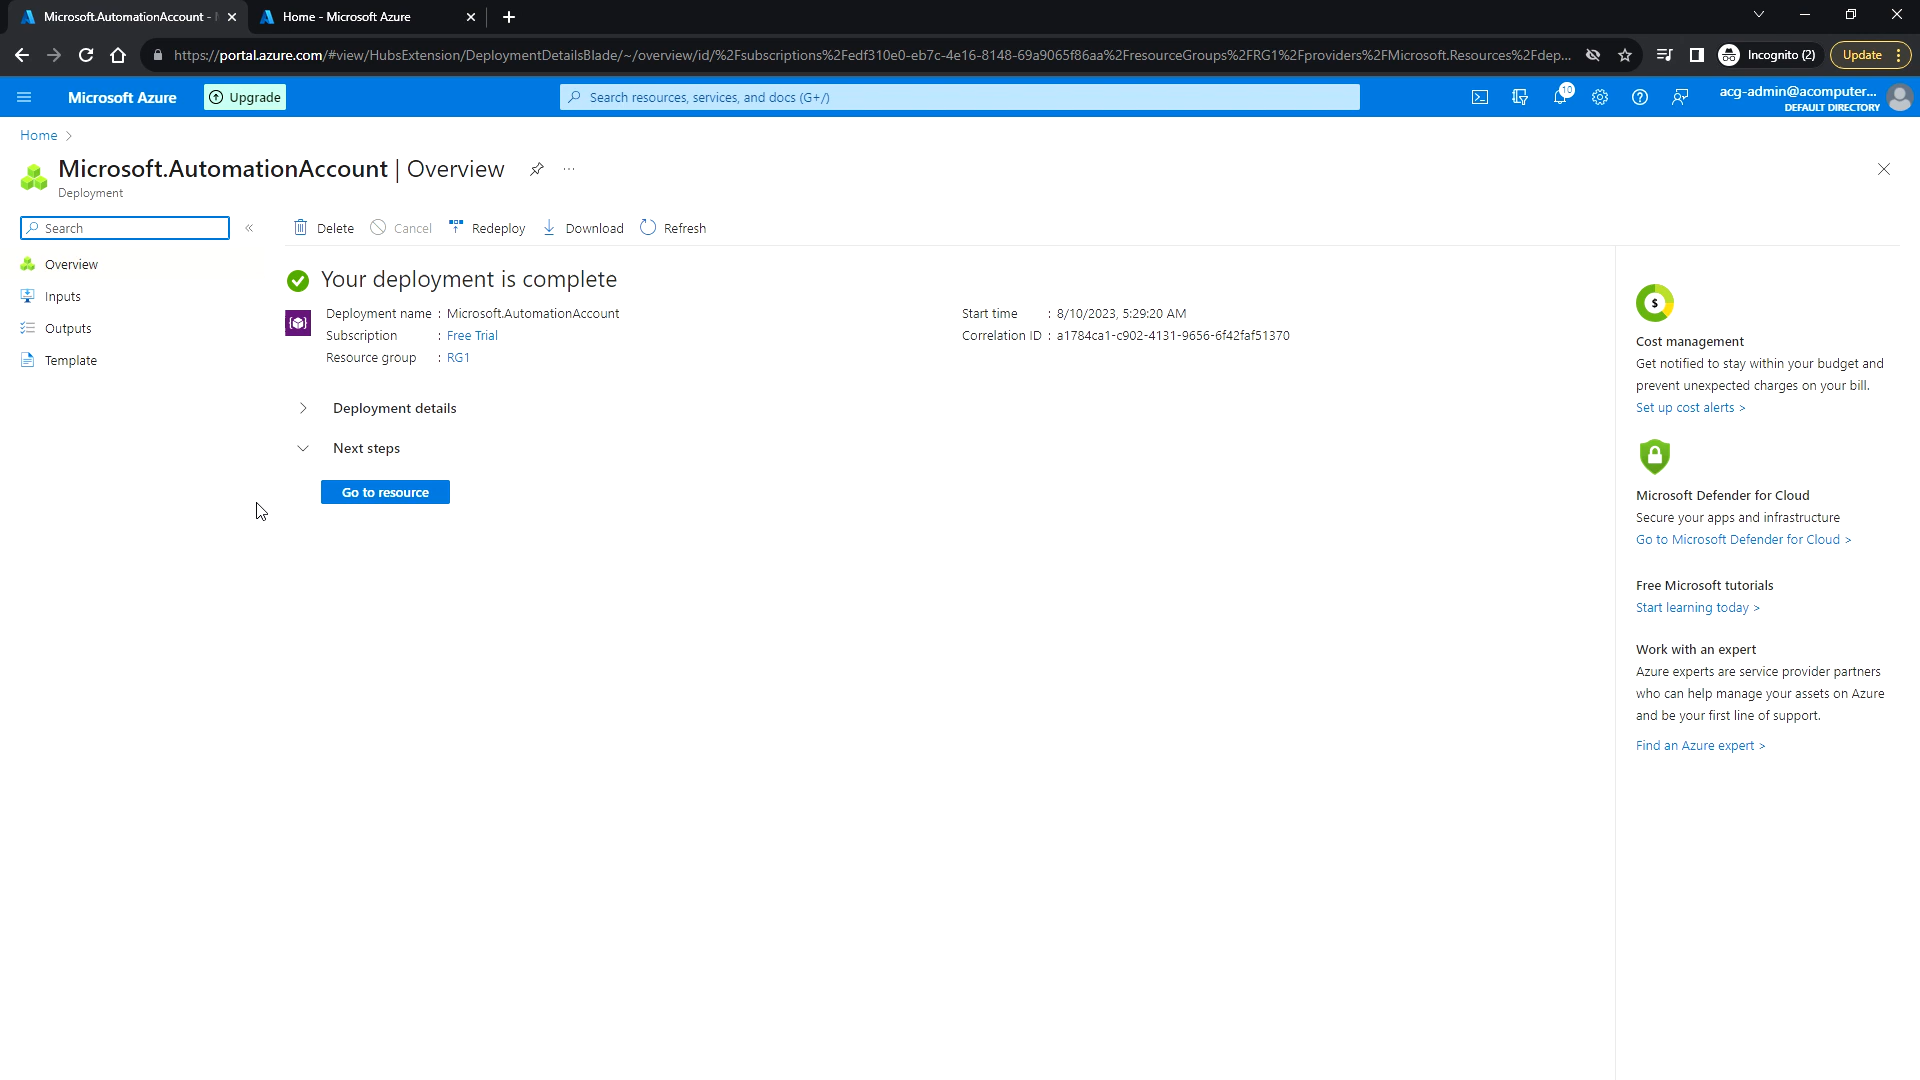 Microsoft.AutomationAccount -
Home - Microsoft Azure
https://portal.azure.com/#view/HubsExtension/DeploymentDetailsBlade/~/overview/id/%2Fsubscriptions%2Fedf310e0-eb7c-4e16-8148-69a9065f86aa%2FresourceGroups%2FRG1%2Fproviders%2FMicrosoft.Resources%2Fdep...
Incognito (2)
Update
Microsoft Azure
Upgrade
Search resources, services, and docs (G+/)
10
acg-admin@acomputer...
DEFAULT DIRECTORY
Home >
Microsoft.AutomationAccount | Overview
...
Deployment
Search
«
Delete
Cancel
Redeploy
Download
Refresh
Overview
Inputs
Outputs
Template
Your deployment is complete
Deployment name : Microsoft.AutomationAccount
Subscription : Free Trial
Resource group : RG1
Start time : 8/10/2023, 5:29:20 AM
Correlation ID : a1784ca1-c902-4131-9656-6f42faf51370
Deployment details
Next steps
Go to resource
$
Cost management
Get notified to stay within your budget and
prevent unexpected charges on your bill.
Set up cost alerts >
Microsoft Defender for Cloud
Secure your apps and infrastructure
Go to Microsoft Defender for Cloud >
Free Microsoft tutorials
Start learning today >
Work with an expert
Azure experts are service provider partners
who can help manage your assets on Azure
and be your first line of support.
Find an Azure expert >